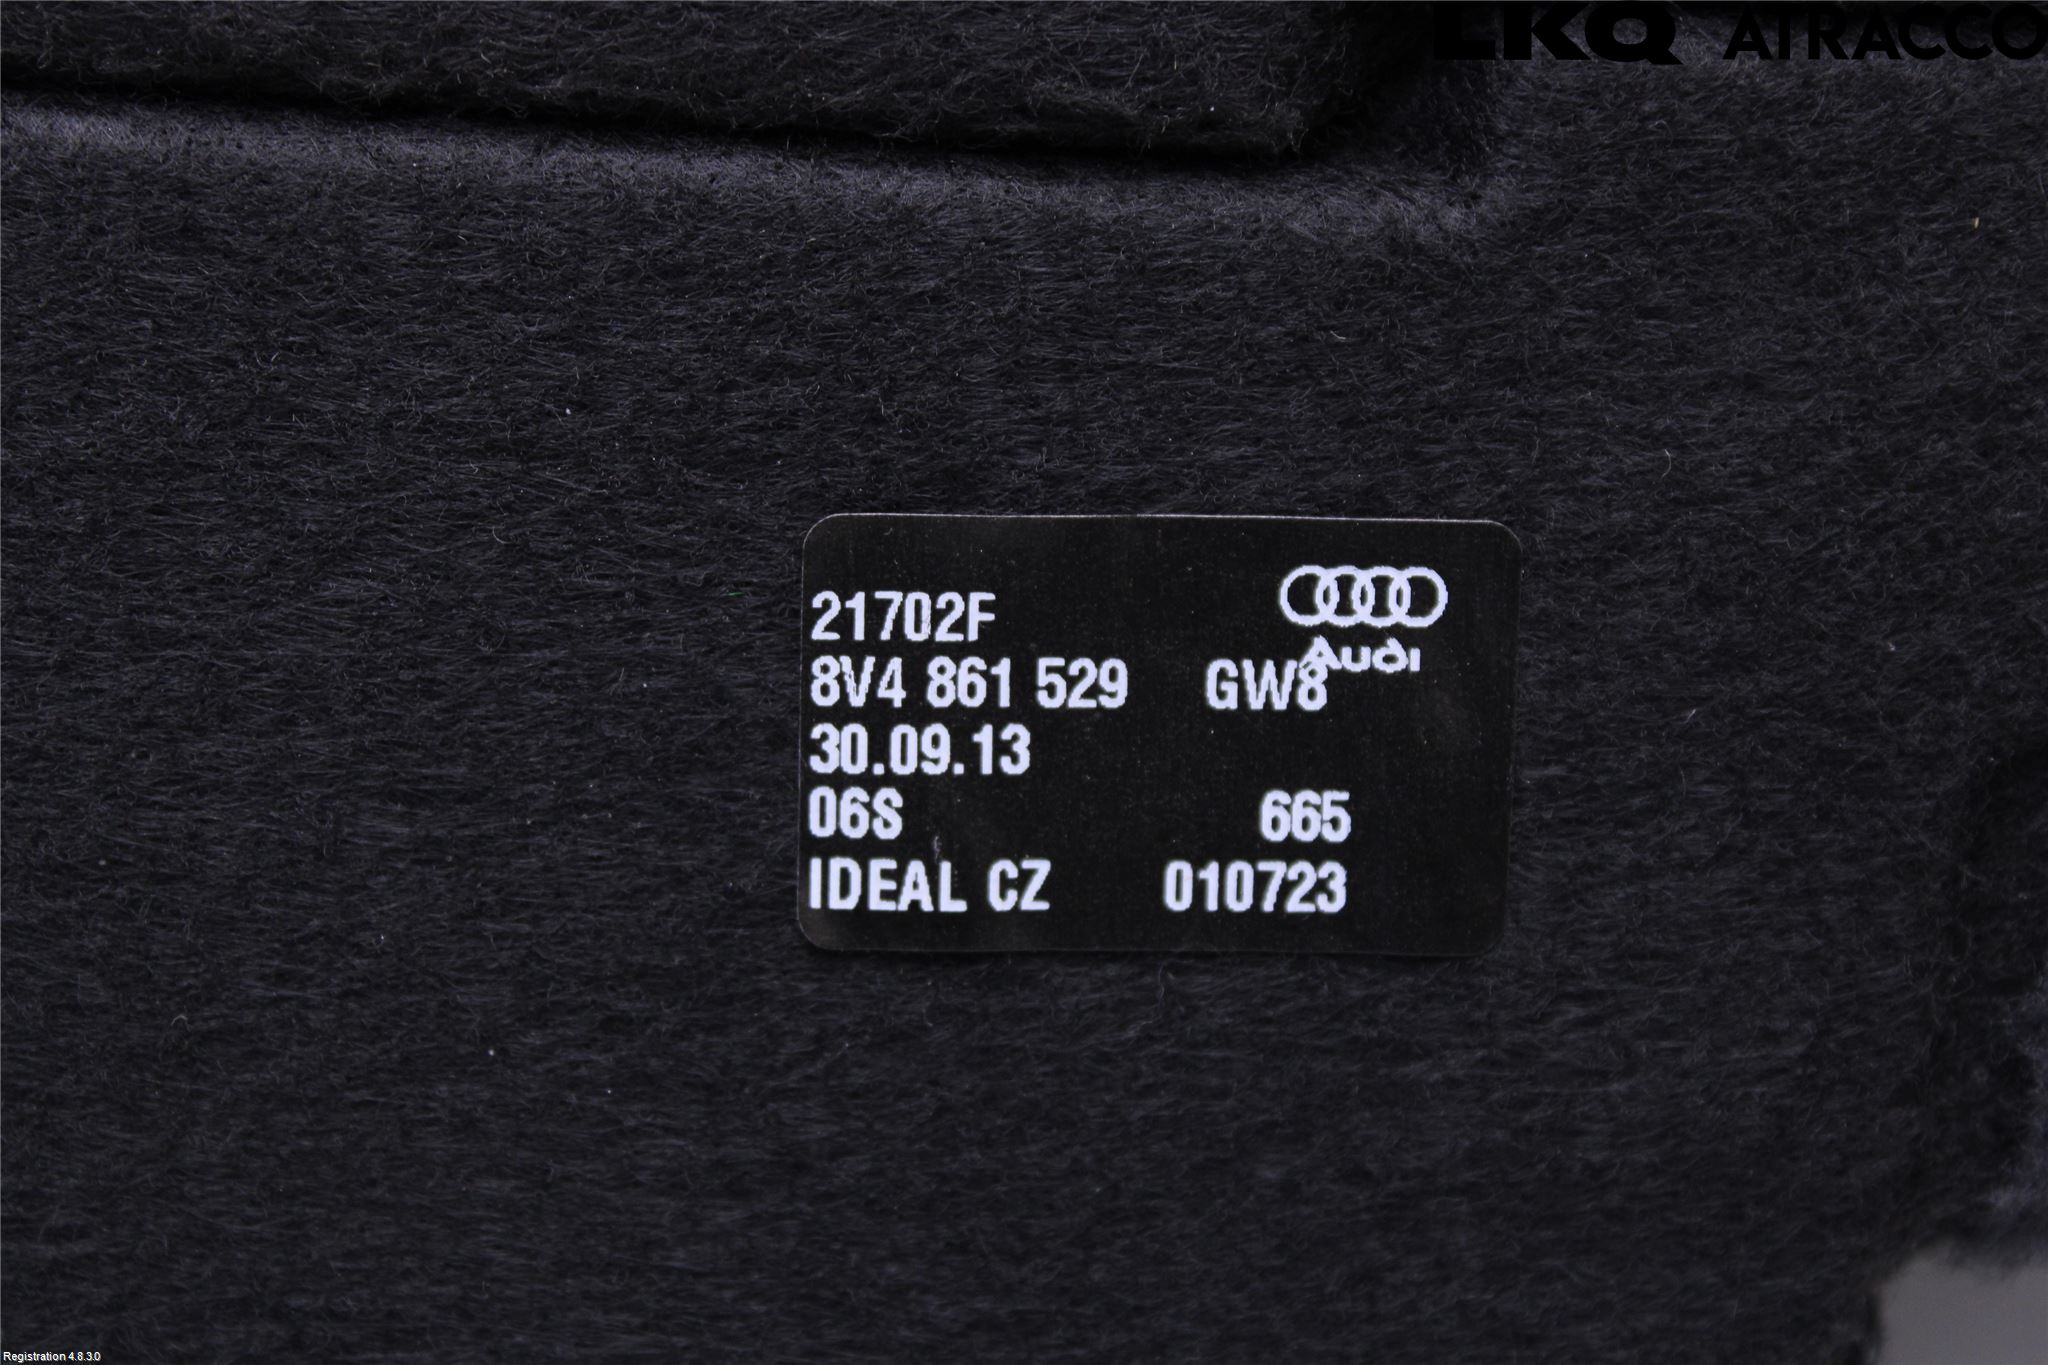 LKQ ATRACCO
21702F
Audi
8V4 861 529 GW8
30.09.13
06S 665
IDEAL CZ 010723
Registration 4.8.3.0